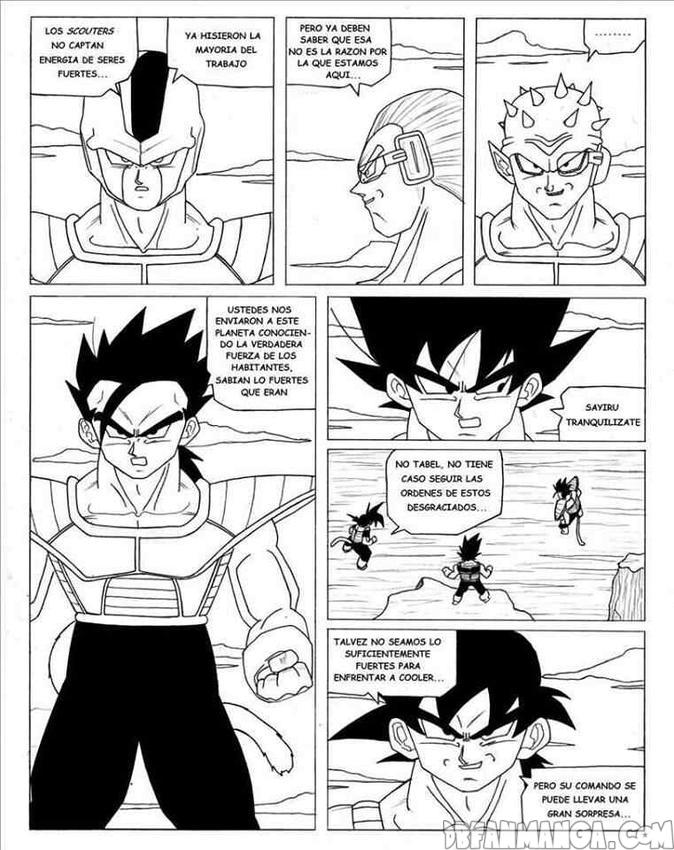 LOS SCOUTERS
NO CAPTAN
ENERGIA DE SERES
FUERTES...
YA HISIERON LA
MAYORIA DEL
TRABAJO
PERO YA DEBEN
SABER QUE ESA
NO ES LA RAZON POR
LA QUE ESTAMOS
AQUI...
........
USTEDES NOS
ENVIARON A ESTE
PLANETA CONOCIEN-
DO LA VERDADERA
FUERZA DE LOS
HABITANTES,
SABIAN LO FUERTES
QUE ERAN
SAYIRU
TRANQUILIZATE
NO TABEL, NO TIENE
CASO SEGUIR LAS
ORDENES DE ESTOS
DESGRACIADOS...
TALVEZ NO SEAMOS LO
SUFICIENTEMENTE
FUERTES PARA
ENFRENTAR A COOLER...
PERO SU COMANDO SE
PUEDE LLEVAR UNA
GRAN SORPRESA...
DBFANMANGA.COM